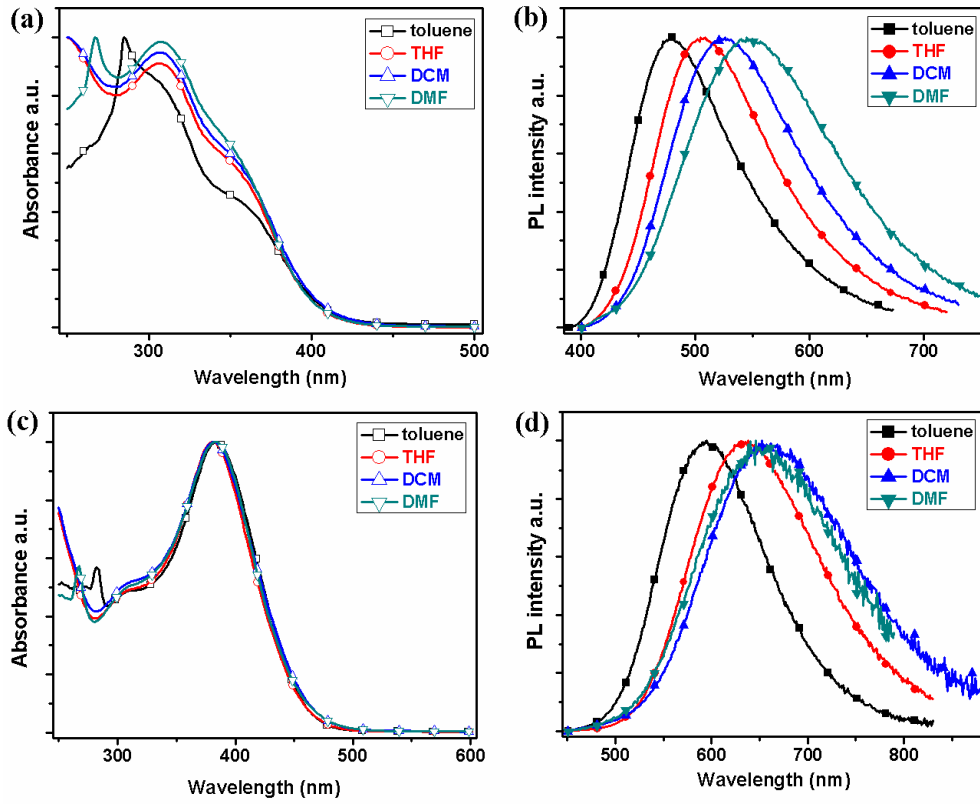 (a)
toluene
THF
DCM
DMF
Absorbance a.u.
300
400
500
Wavelength (nm)
(b)
toluene
THF
DCM
DMF
PL intensity a.u.
400
500
600
700
Wavelength (nm)
(c)
toluene
THF
DCM
DMF
Absorbance a.u.
300
400
500
600
Wavelength (nm)
(d)
toluene
THF
DCM
DMF
PL intensity a.u.
500
600
700
800
Wavelength (nm)